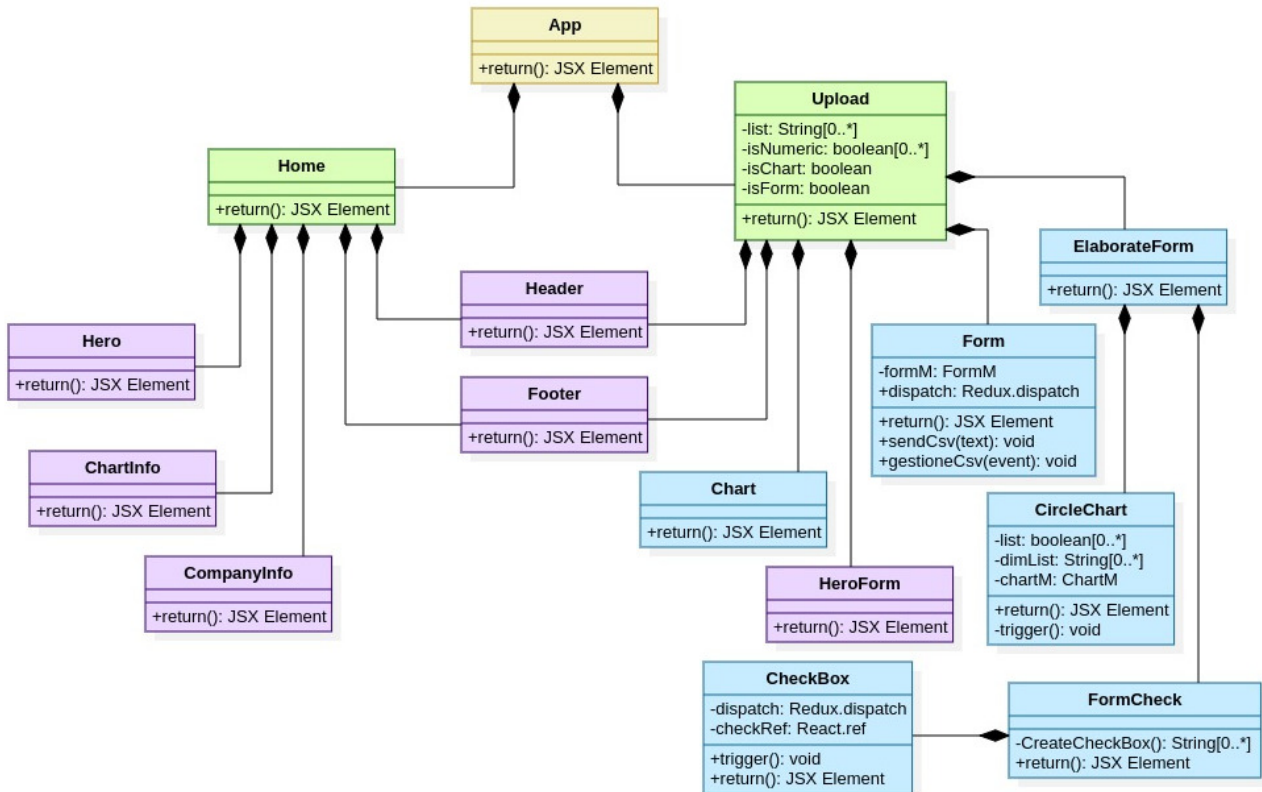 App
+return(): JSX Element
Upload
-list: String[0..*]
-isNumeric: boolean[0..*]
-isChart: boolean
-isForm: boolean
+return(): JSX Element
Home
+return(): JSX Element
ElaborateForm
+return(): JSX Element
Header
+return(): JSX Element
Hero
+return(): JSX Element
Form
-formM: FormM
+dispatch: Redux.dispatch
+return(): JSX Element
+sendCsv(text): void
+gestioneCsv(event): void
Footer
+return(): JSX Element
ChartInfo
+return(): JSX Element
Chart
+return(): JSX Element
CircleChart
-list: boolean[0..*]
-dimList: String[0..*]
-chartM: ChartM
+return(): JSX Element
-trigger(): void
CompanyInfo
+return(): JSX Element
HeroForm
+return(): JSX Element
CheckBox
-dispatch: Redux.dispatch
-checkRef: React.ref
+trigger(): void
+return(): JSX Element
FormCheck
-CreateCheckBox(): String[0..*]
+return(): JSX Element